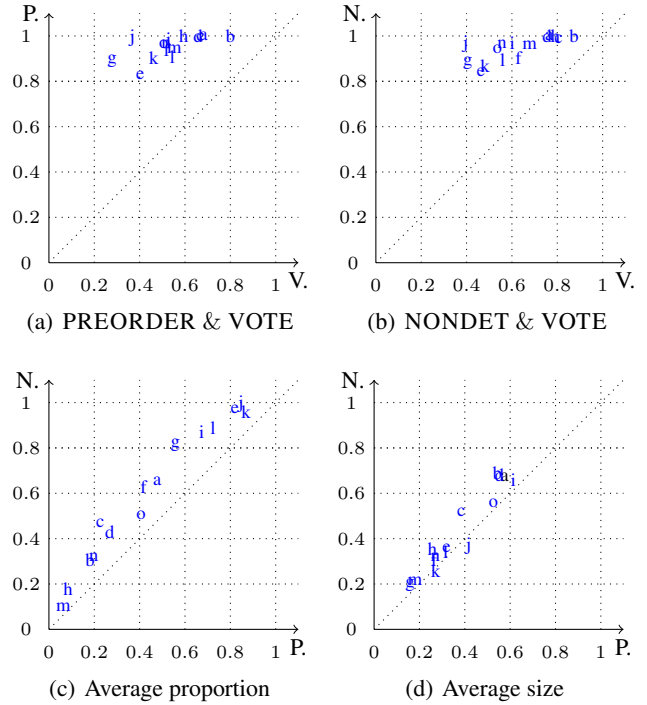 P.
1
0.8
0.6
0.4
0.2
0
0 0.2 0.4 0.6 0.8 1
V.
g j e k m h b
(a) PREORDER & VOTE
N.
1
0.8
0.6
0.4
0.2
0
0 0.2 0.4 0.6 0.8 1
V.
j g e k o n i l f m b
(b) NONDET & VOTE
N.
1
0.8
0.6
0.4
0.2
0
0 0.2 0.4 0.6 0.8 1
P.
m h b n c d o f a g i l e j k
(c) Average proportion
N.
1
0.8
0.6
0.4
0.2
0
0 0.2 0.4 0.6 0.8 1
P.
g m h k j c o b a i
(d) Average size